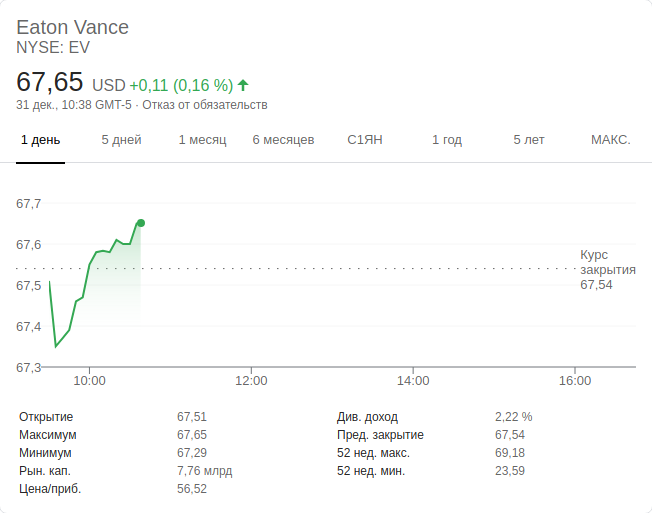 Eaton Vance
NYSE: EV
67,65 USD +0,11 (0,16 %)
31 дек., 10:38 GMT-5 · Отказ от обязательств
1 день 5 дней 1 месяц 6 месяцев С1ЯН 1 год 5 лет МАКС.
67,7
67,6
67,5
67,4
67,3
Курс
закрытия
67,54
10:00 12:00 14:00 16:00
Открытие 67,51
Максимум 67,65
Минимум 67,29
Рын. кап. 7,76 млрд
Цена/приб. 56,52
Див. доход 2,22 %
Пред. закрытие 67,54
52 нед. макс. 69,18
52 нед. мин. 23,59